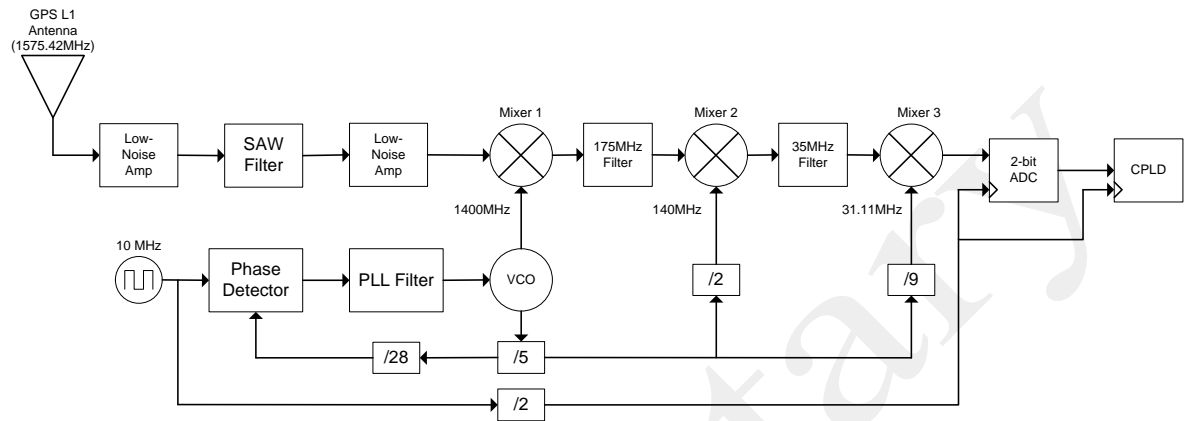 GPS L1
Antenna
(1575.42MHz)
Mixer 1
Mixer 2
Mixer 3
Low-
Noise
Amp
SAW
Filter
Low-
Noise
Amp
175MHz
Filter
35MHz
Filter
2-bit
ADC
CPLD
1400MHz
140MHz
31.11MHz
10 MHz
Phase
Detector
PLL Filter
VCO
/2
/9
/28
/5
/2